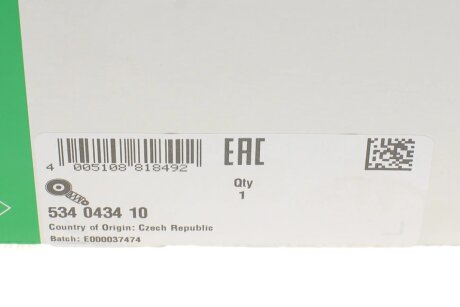 EAC
4 005108 818492
Qty
1
534 0434 10
Country of Origin: Czech Republic
Batch: E000037474